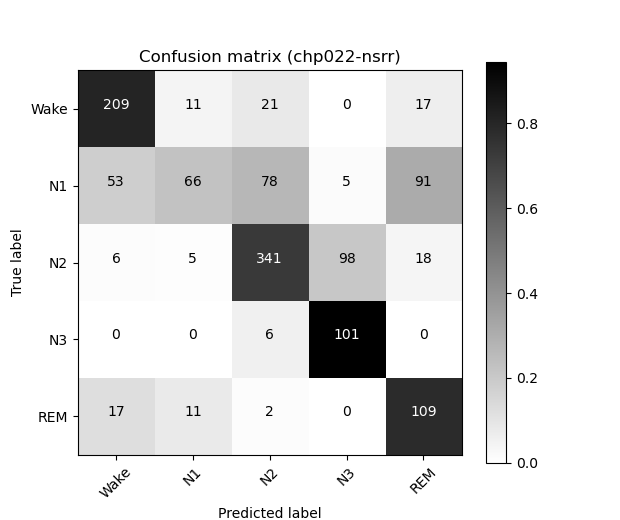 Confusion matrix (chp022-nsrr)
Wake 209 11 21 0 17
N1 53 66 78 5 91
N2 6 5 341 98 18
N3 0 0 6 101 0
REM 17 11 2 0 109
Wake N1 N2 N3 REM
Predicted label
True label
0.8
0.6
0.4
0.2
0.0